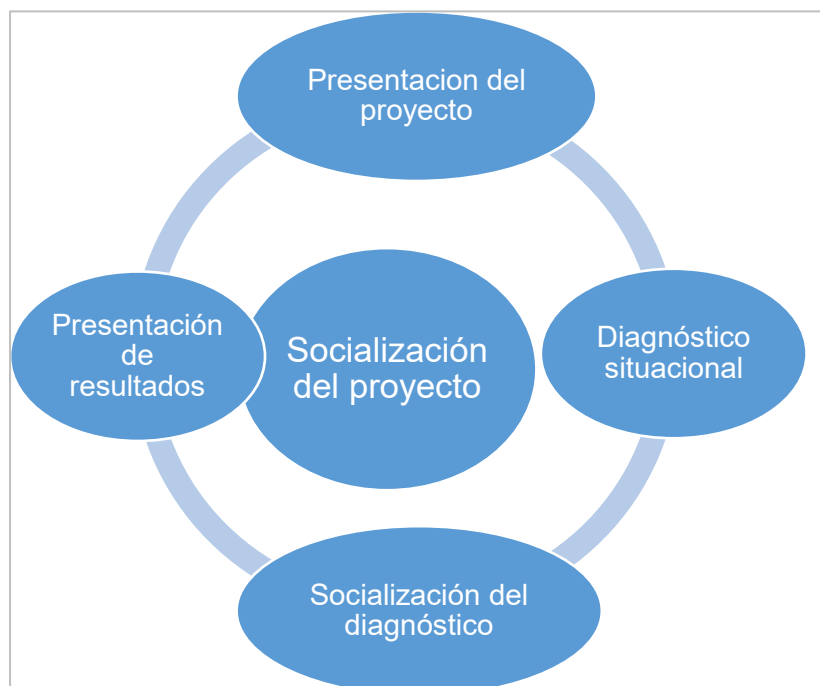 Presentacion del
proyecto
Presentación
de
resultados
Socialización
del proyecto
Diagnóstico
situacional
Socialización del
diagnóstico